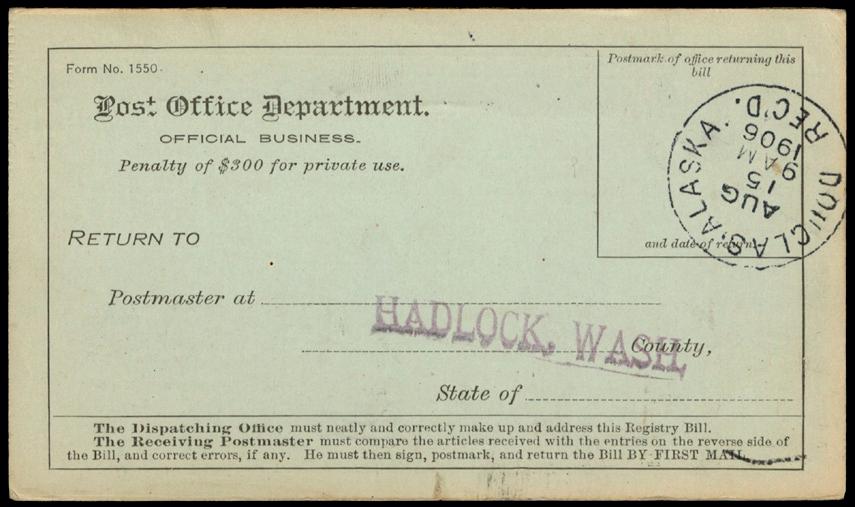 Form No. 1550.
Postmark of office returning this
bill
Post Office Department.
OFFICIAL BUSINESS.
Penalty of $300 for private use.
DOUGLAS, ALASKA. REC'D.
AUG
15
9 AM
1906
RETURN TO
and date of return.
Postmaster at
HADLOCK, WASH
County,
State of
The Dispatching Office must neatly and correctly make up and address this Registry Bill.
The Receiving Postmaster must compare the articles received with the entries on the reverse side of
the Bill, and correct errors, if any. He must then sign, postmark, and return the Bill BY FIRST MAIL.